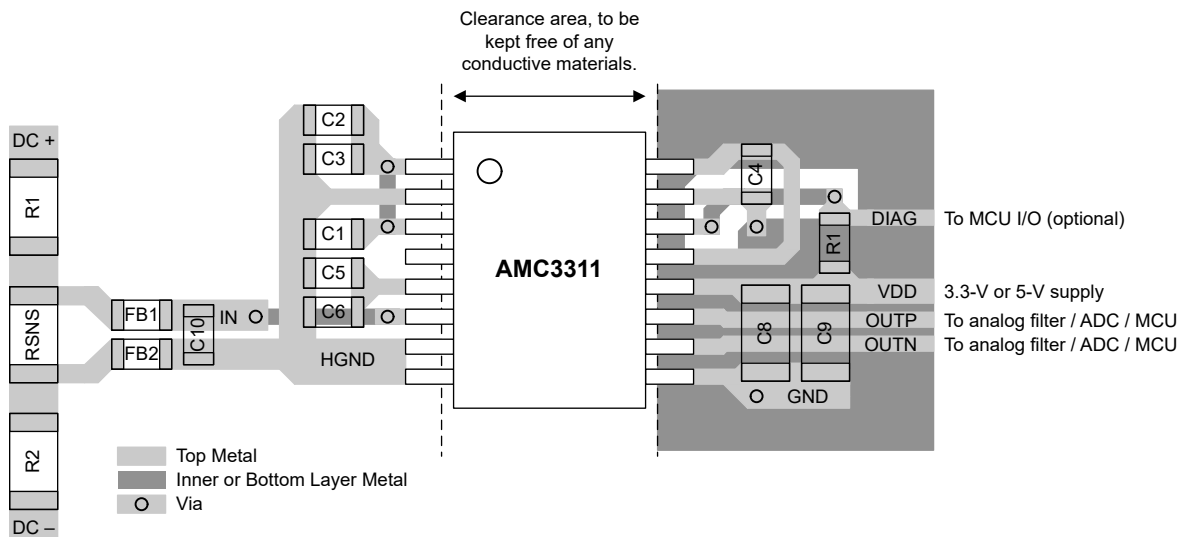 Clearance area, to be
kept free of any
conductive materials.
DC +
R1
RSNS
R2
DC –
FB1
FB2
C10
IN
C2
C3
C1
C5
C6
HGND
AMC3311
C4
R1
C8
C9
GND
DIAG
To MCU I/O (optional)
VDD
3.3-V or 5-V supply
OUTP
To analog filter / ADC / MCU
OUTN
To analog filter / ADC / MCU
Top Metal
Inner or Bottom Layer Metal
Via